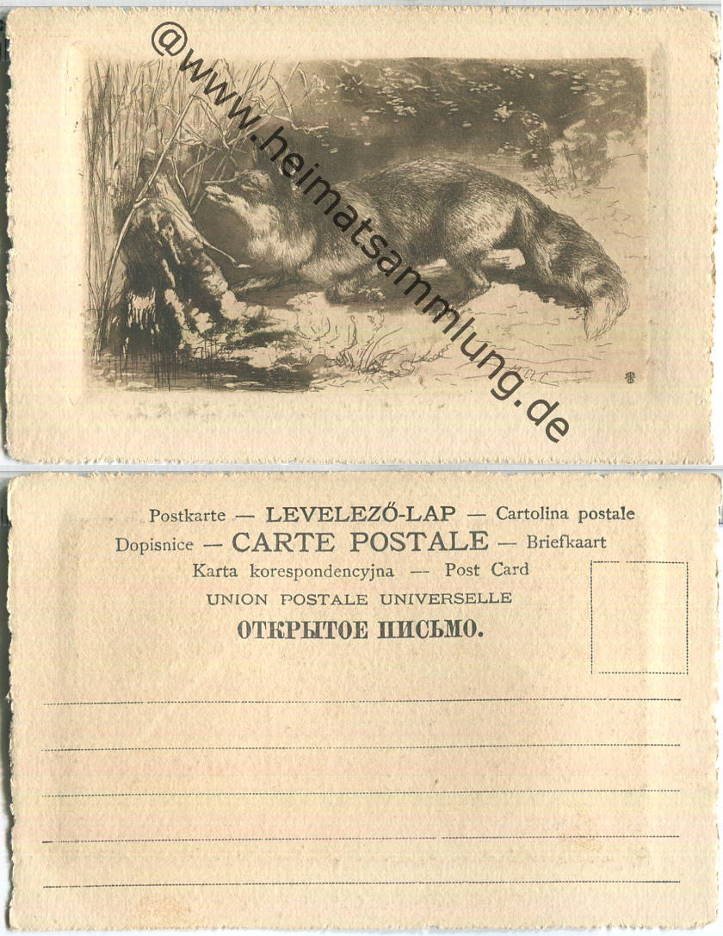 @www.heimatsammlung.de
Postkarte — LEVELEZŐ-LAP — Cartolina postale
Dopisnice — CARTE POSTALE — Briefkaart
Karta korespondencyjna — Post Card
UNION POSTALE UNIVERSELLE
ОТКРЫТОЕ ПИСЬМО.